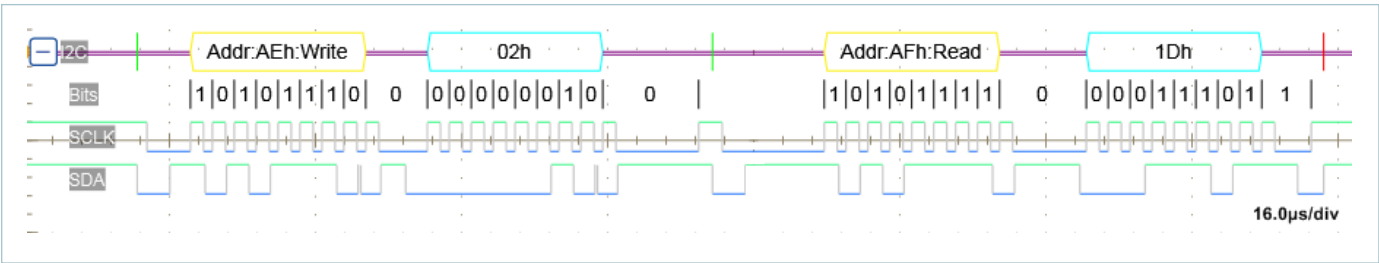 I2C Addr:AEh:Write 02h Addr:AFh:Read 1Dh
Bits 1 0 1 0 1 1 1 0 0 0 0 0 0 0 0 1 0 0 1 0 1 0 1 1 1 1 0 0 0 0 1 1 1 0 1 1
SCLK
SDA
16.0µs/div